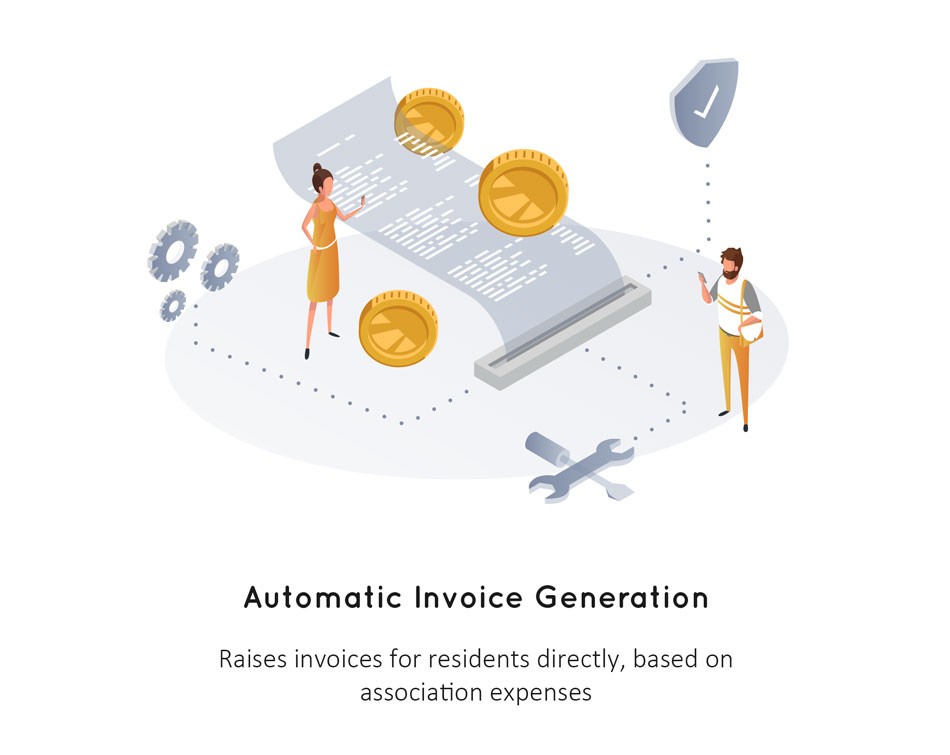 Automatic Invoice Generation
Raises invoices for residents directly, based on
association expenses